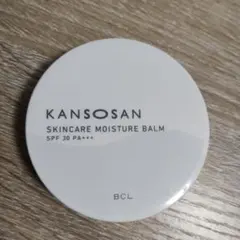 KANSOSAN
SKINCARE MOISTURE BALM
SPF 30 PA+++
BCL